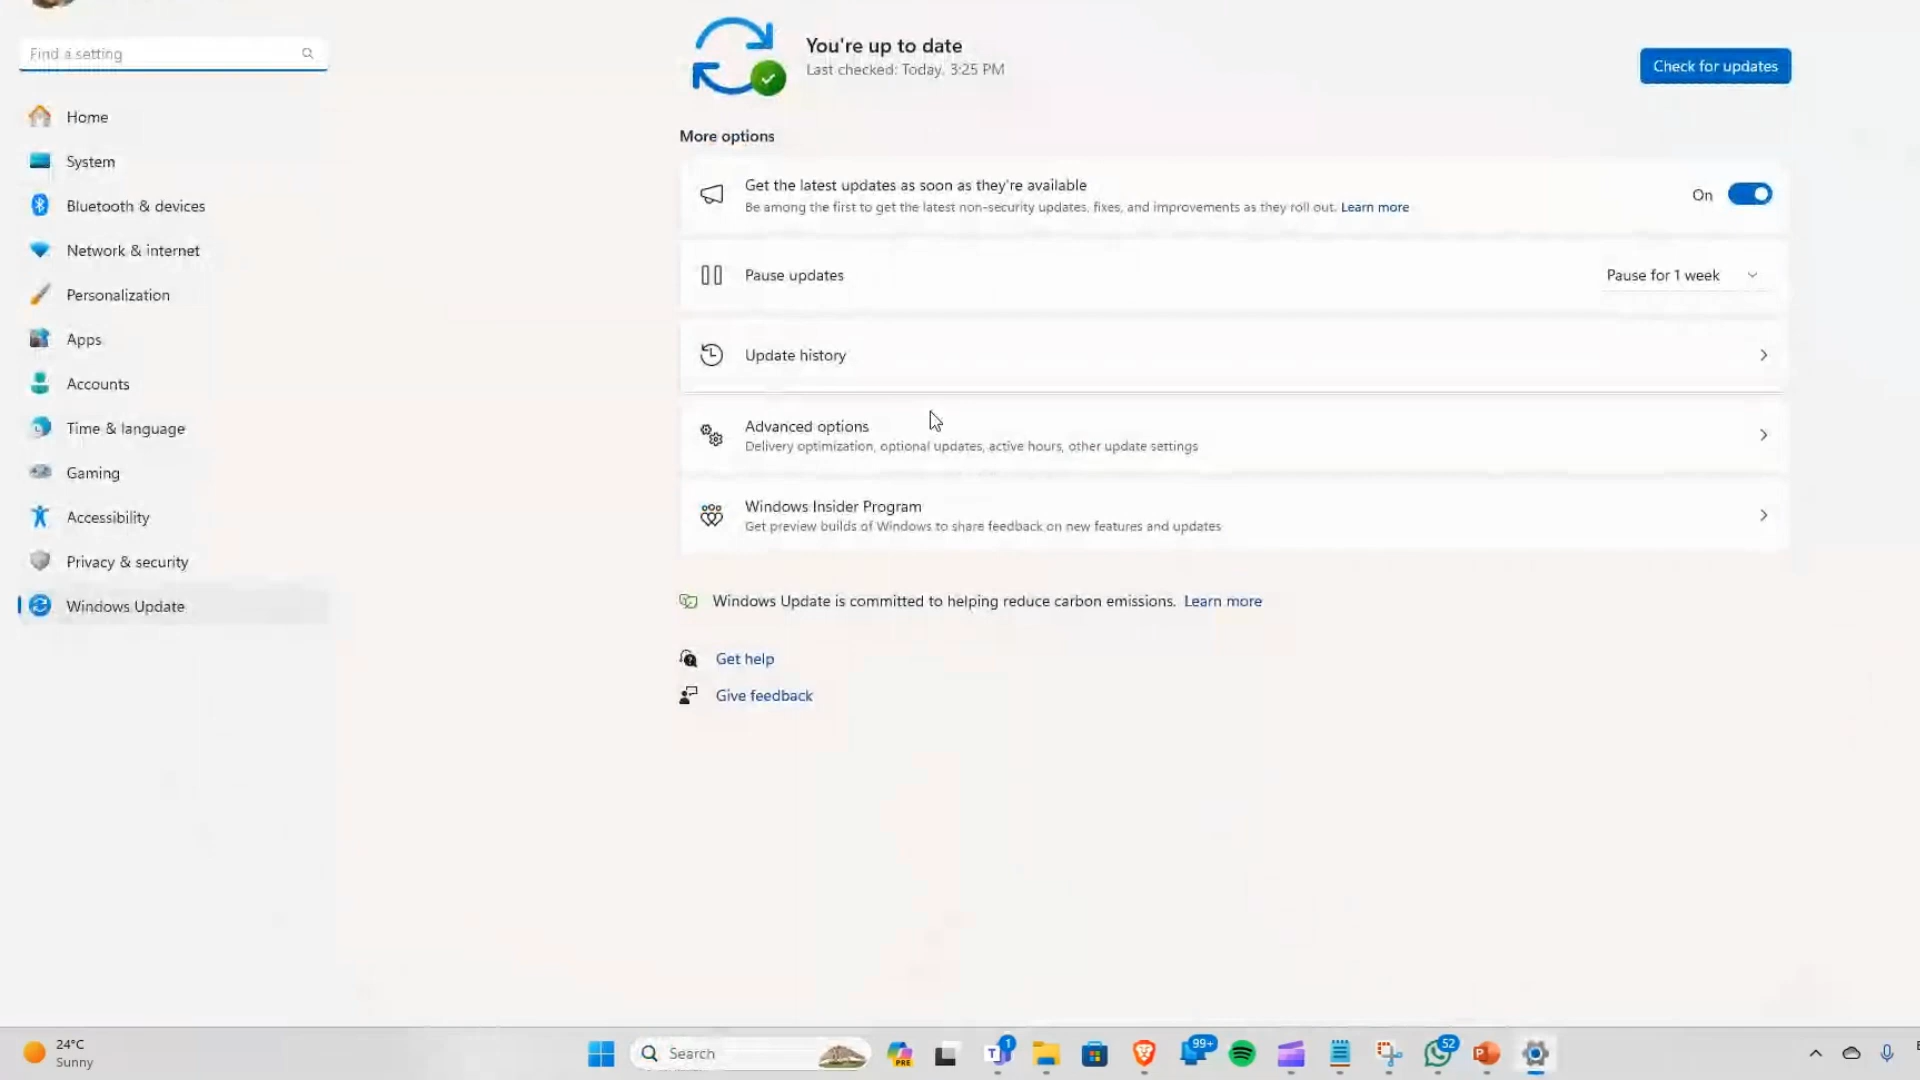 Find a setting
Home
System
Bluetooth & devices
Network & internet
Personalization
Apps
Accounts
Time & language
Gaming
Accessibility
Privacy & security
Windows Update
You're up to date
Last checked: Today, 3:25 PM
Check for updates
More options
Get the latest updates as soon as they're available
Be among the first to get the latest non-security updates, fixes, and improvements as they roll out. Learn more
On
Pause updates
Pause for 1 week
Update history
Advanced options
Delivery optimization, optional updates, active hours, other update settings
Windows Insider Program
Get preview builds of Windows to share feedback on new features and updates
Windows Update is committed to helping reduce carbon emissions. Learn more
Get help
Give feedback
24°C
Sunny
Search
PRE
1
99+
52